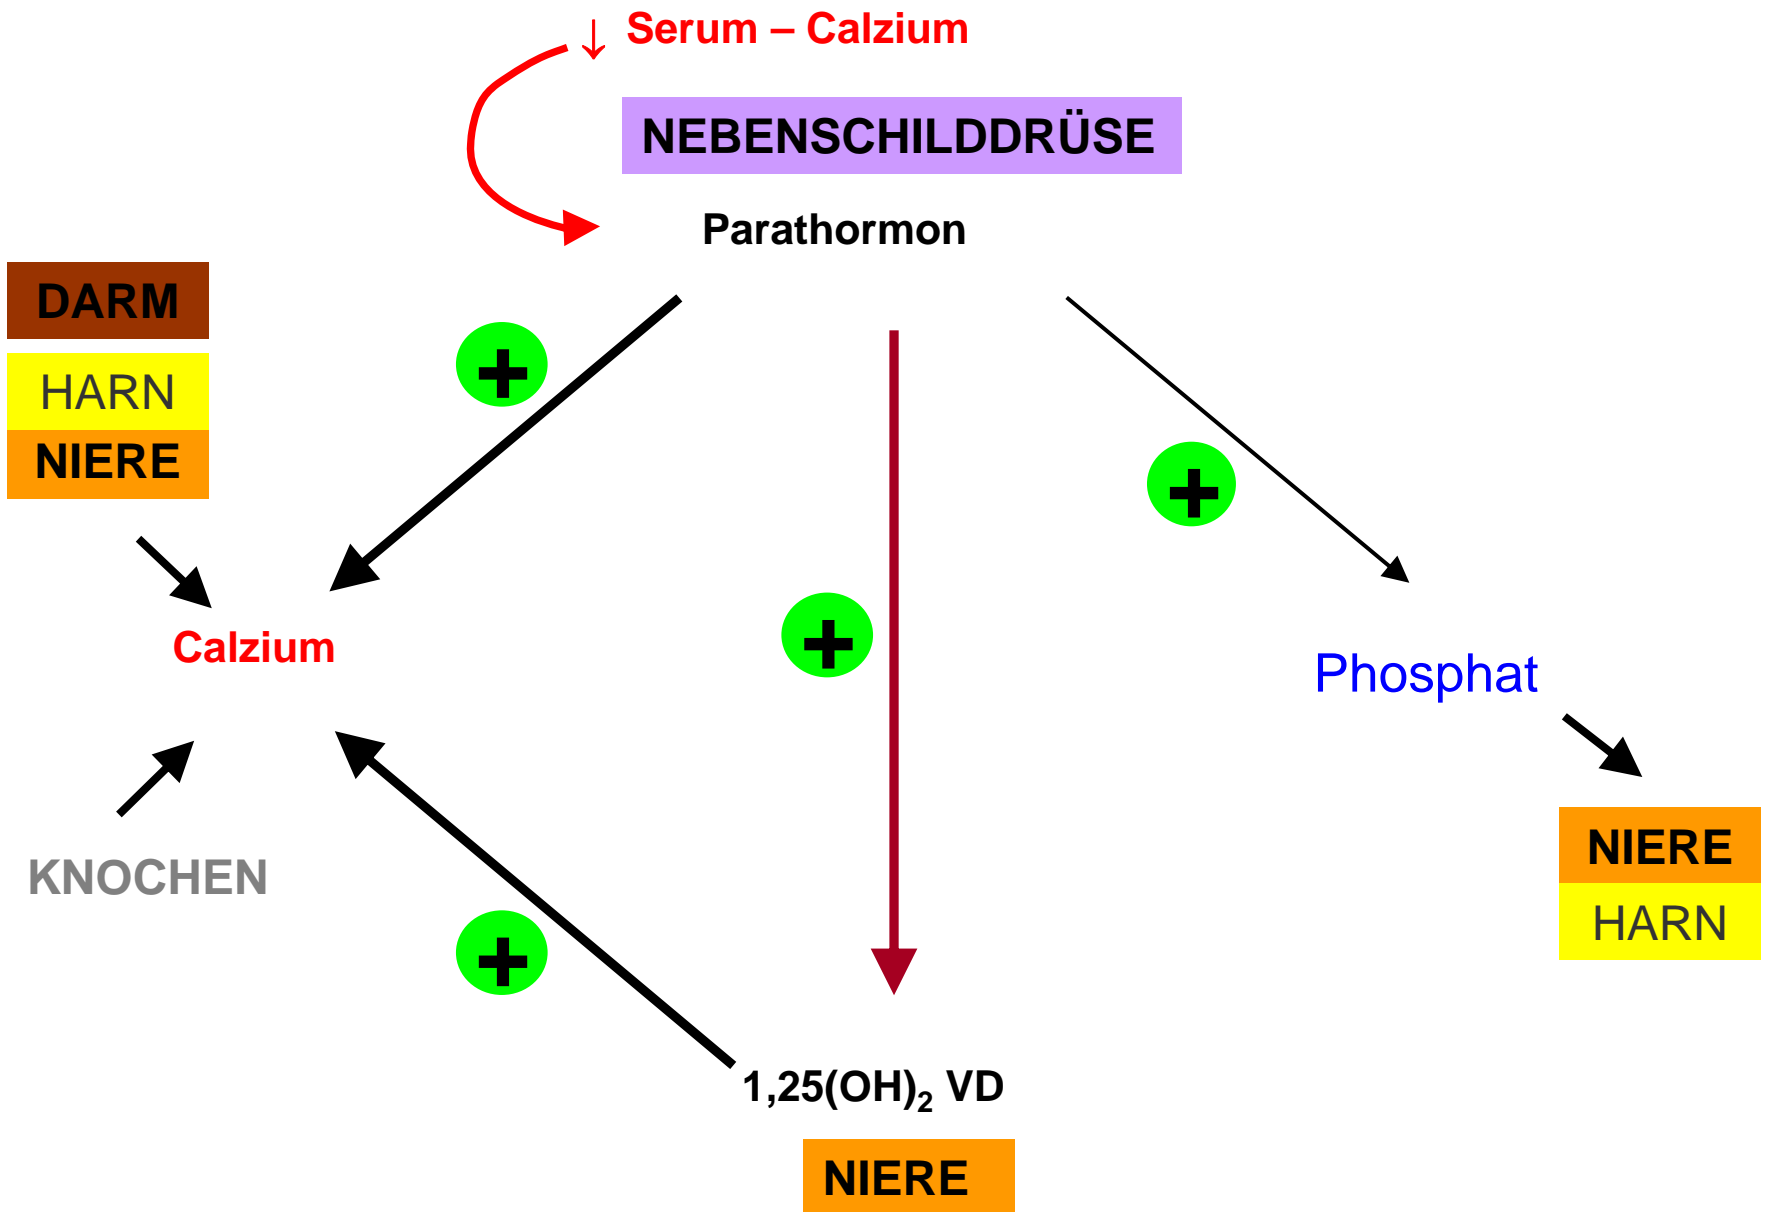 ↓ Serum – Calzium
NEBENSCHILDDRÜSE
Parathormon
DARM
HARN
NIERE
+
+
+
Calzium
Phosphat
KNOCHEN
NIERE
HARN
+
1,25(OH)₂ VD
NIERE